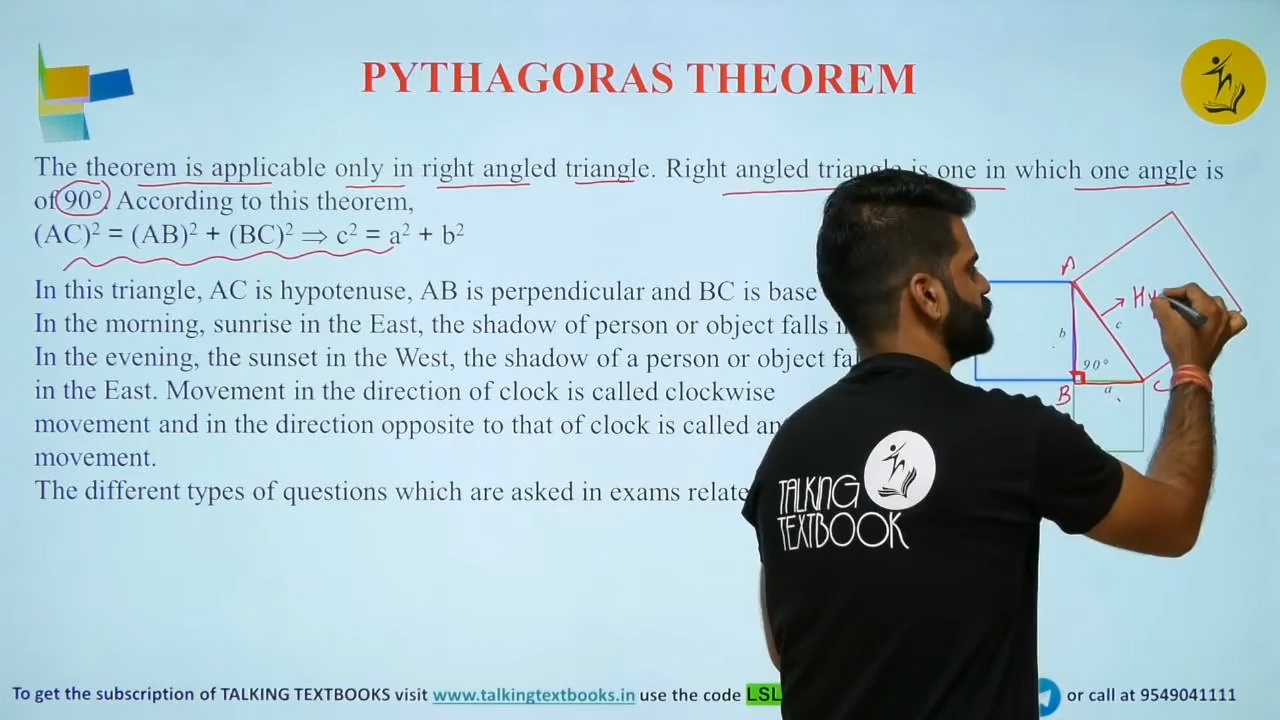 PYTHAGORAS THEOREM
The theorem is applicable only in right angled triangle. Right angled triangle is one in which one angle is
of 90°. According to this theorem,
(AC)² = (AB)² + (BC)² ⇒ c² = a² + b²
In this triangle, AC is hypotenuse, AB is perpendicular and BC is base
In the morning, sunrise in the East, the shadow of person or object falls
In the evening, the sunset in the West, the shadow of a person or object
in the East. Movement in the direction of clock is called clockwise
movement and in the direction opposite to that of clock is called
movement.
The different types of questions which are asked in exams
A
Hy
b
c
90°
B
a
C
TALKING
TEXTBOOK
To get the subscription of TALKING TEXTBOOKS visit www.talkingtextbooks.in use the code LSL or call at 9549041111